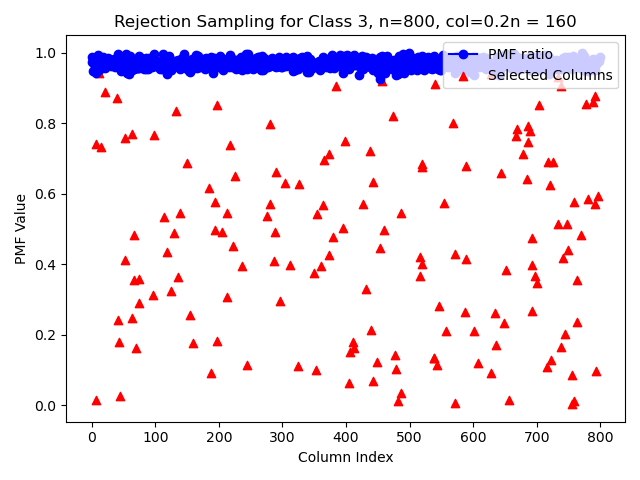 Rejection Sampling for Class 3, n=800, col=0.2n = 160
1.0
0.8
0.6
0.4
0.2
0.0
PMF Value
PMF ratio
Selected Columns
0 100 200 300 400 500 600 700 800
Column Index